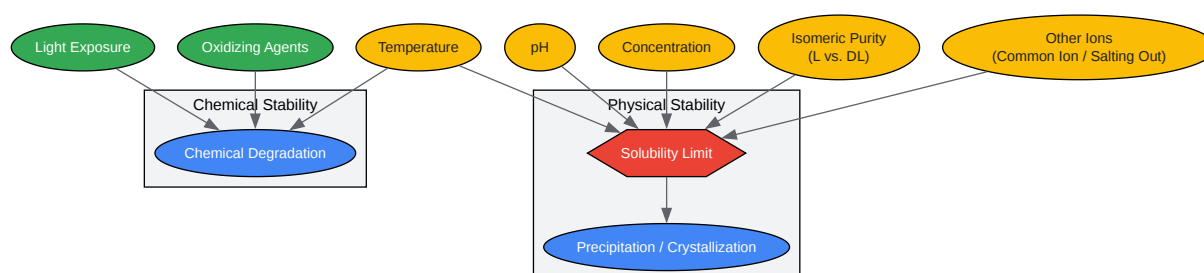 Light Exposure
Oxidizing Agents
Temperature
pH
Concentration
Isomeric Purity
(L vs. DL)
Other Ions
(Common Ion / Salting Out)
Chemical Stability
Chemical Degradation
Physical Stability
Solubility Limit
Precipitation / Crystallization